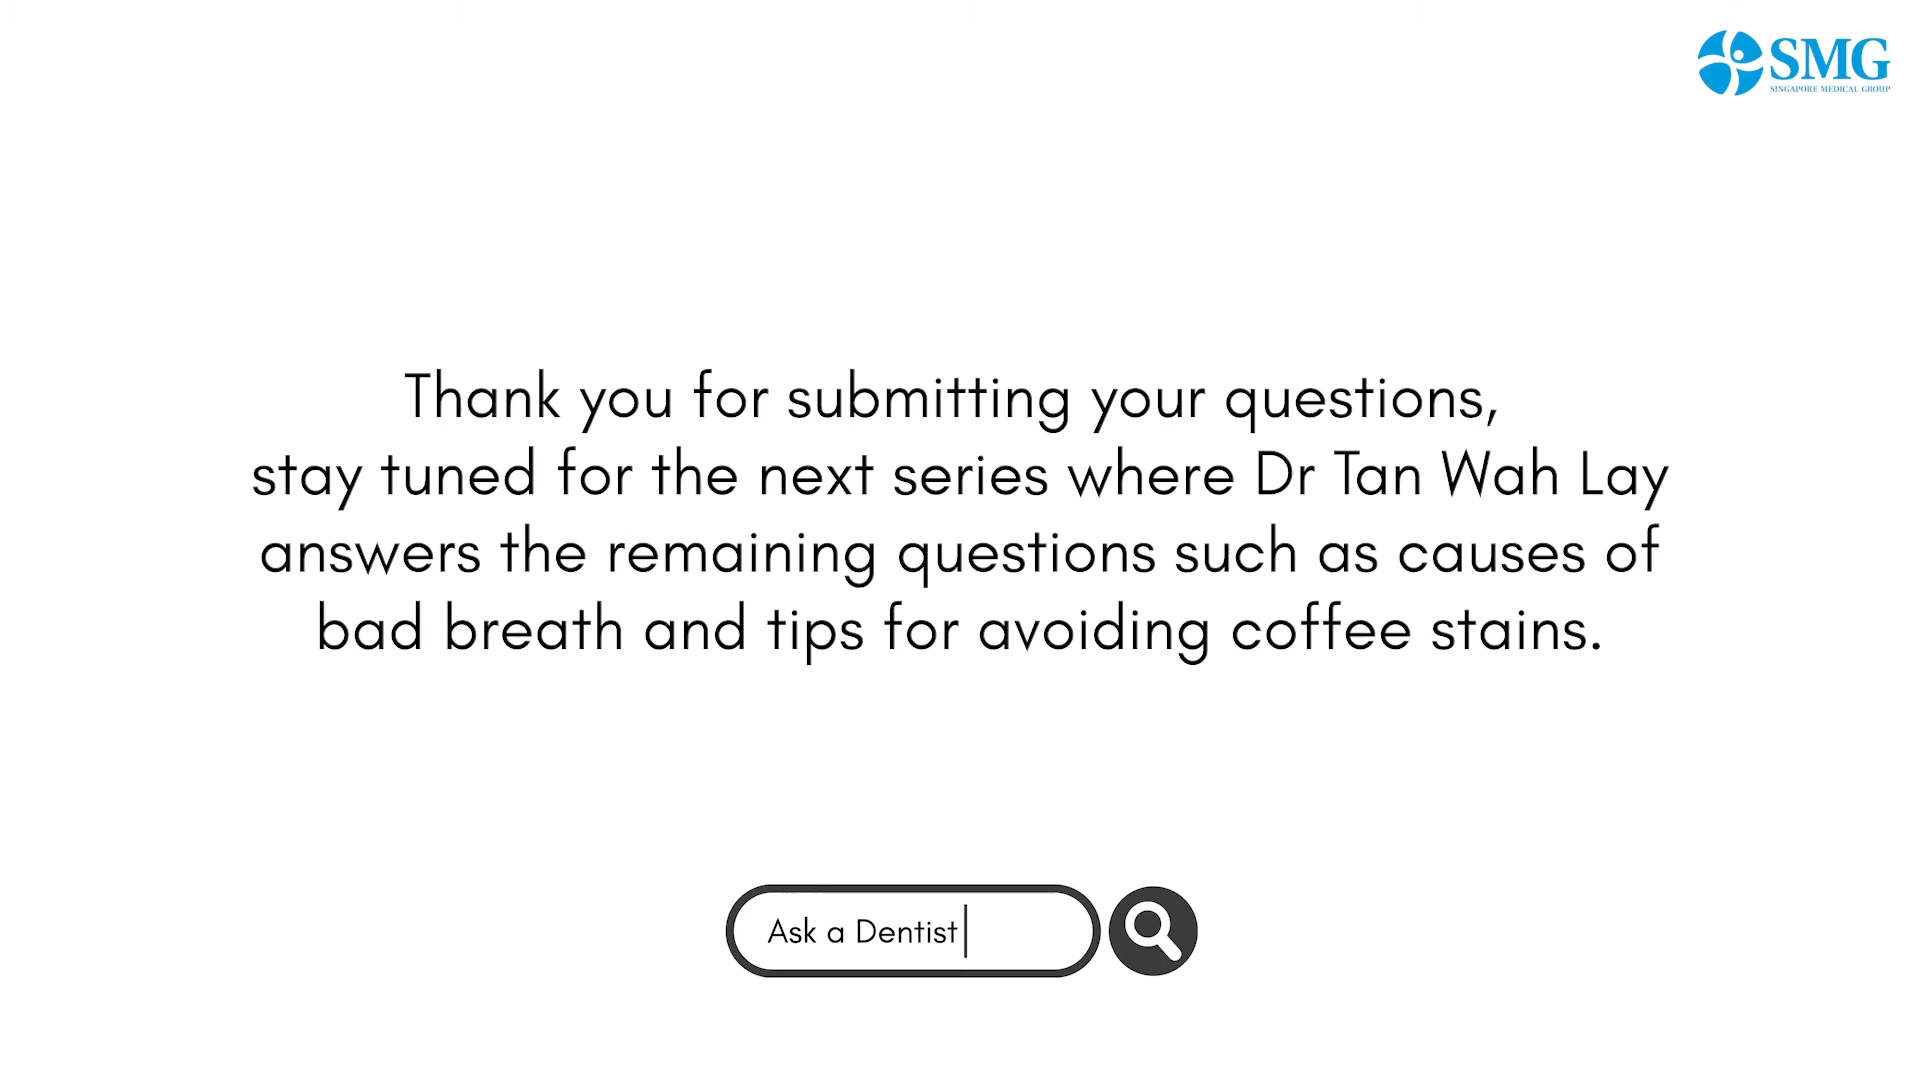 SMG
SINGAPORE MEDICAL GROUP
Thank you for submitting your questions,
stay tuned for the next series where Dr Tan Wah Lay
answers the remaining questions such as causes of
bad breath and tips for avoiding coffee stains.
Ask a Dentist